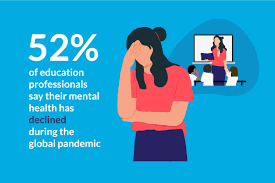 52%
of education
professionals
say their mental
health has
declined
during the
global pandemic